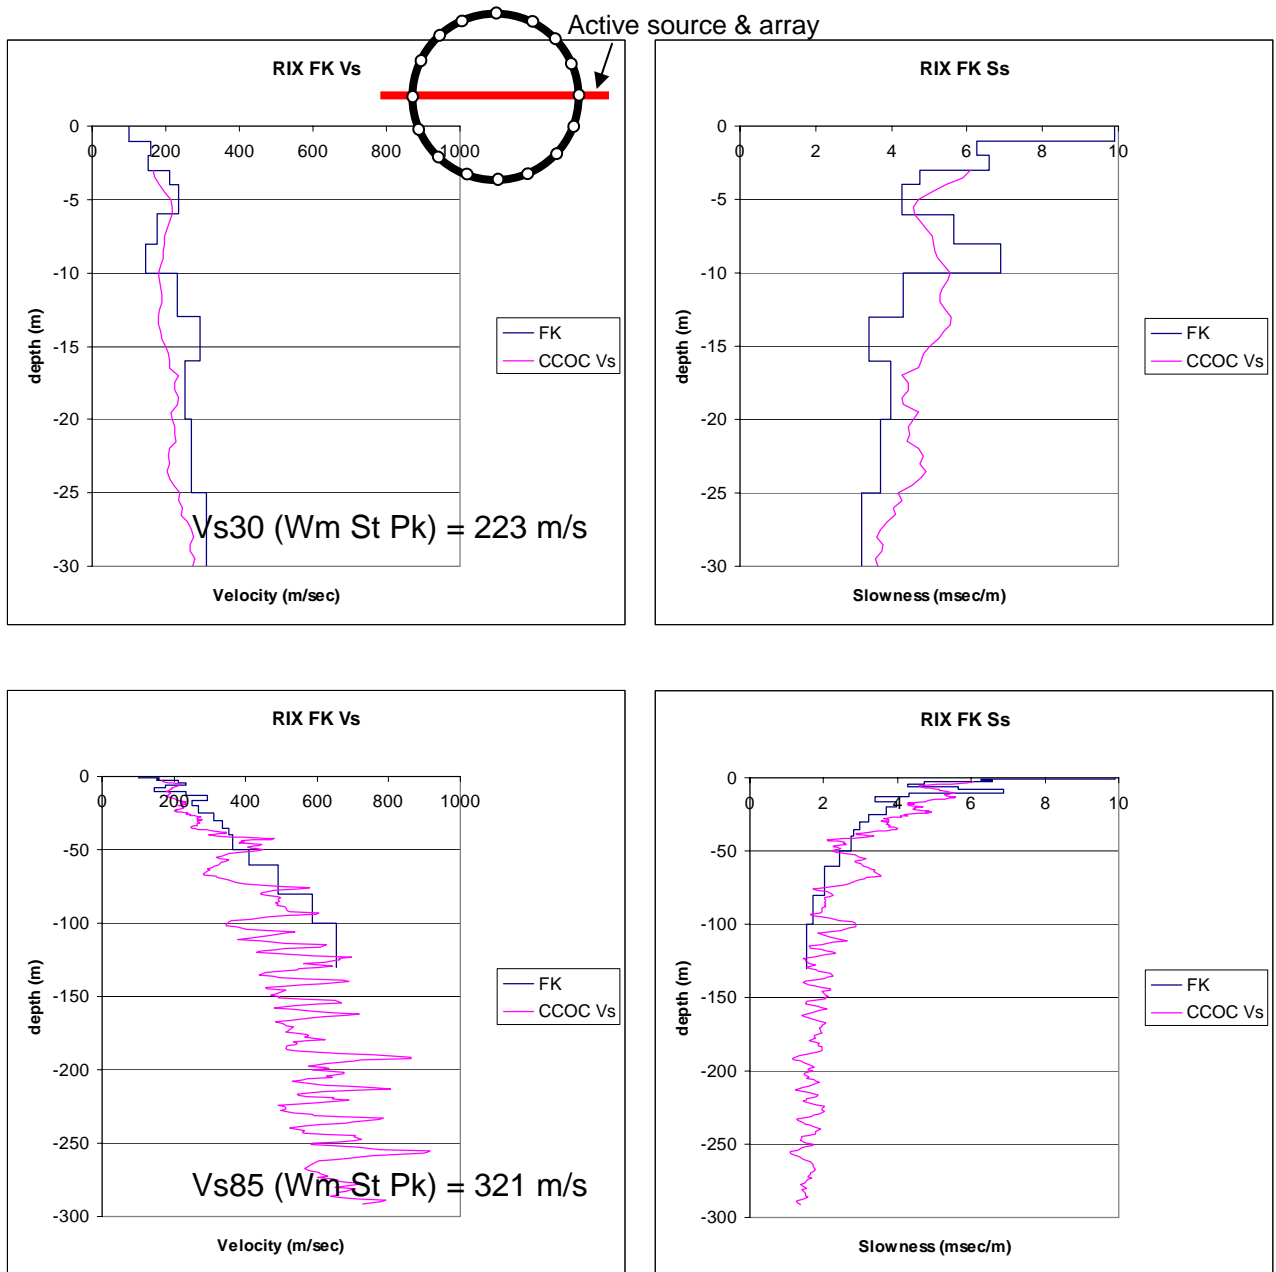 Active source & array
RIX FK Vs
0
0 200 400 600 800 1000
-5
-10
-15
-20
-25
-30
depth (m)
Velocity (m/sec)
FK
CCOC Vs
Vs30 (Wm St Pk) = 223 m/s
RIX FK Ss
0
0 2 4 6 8 10
-5
-10
-15
-20
-25
-30
depth (m)
Slowness (msec/m)
FK
CCOC Vs
RIX FK Vs
0
0 200 400 600 800 1000
-50
-100
-150
-200
-250
-300
depth (m)
Velocity (m/sec)
FK
CCOC Vs
Vs85 (Wm St Pk) = 321 m/s
RIX FK Ss
0
0 2 4 6 8 10
-50
-100
-150
-200
-250
-300
depth (m)
Slowness (msec/m)
FK
CCOC Vs